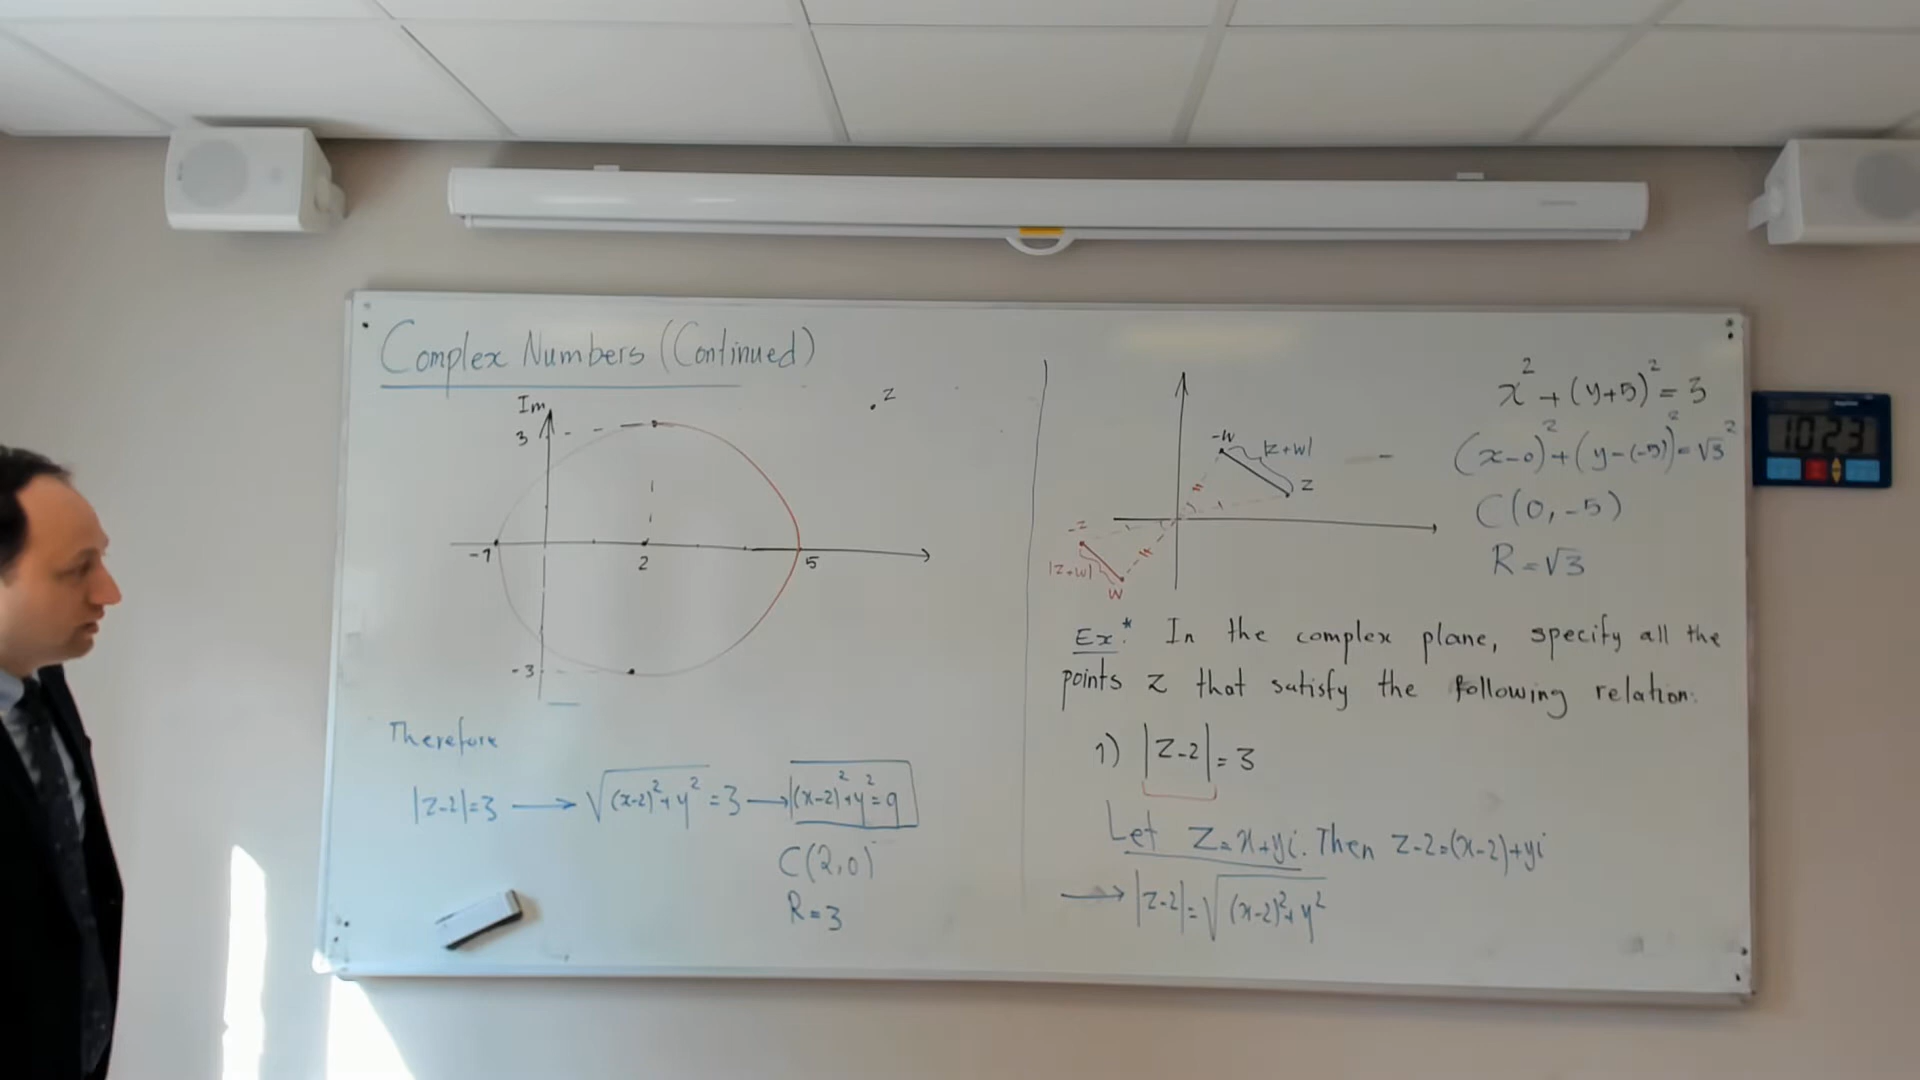 Complex Numbers (Continued)
Im
3
-1
2
5
-3
. z
Therefore
|z-2|=3 ⟶ √(x-2)²+y² =3 ⟶ (x-2)²+y²=9
C(2,0)
R=3
-w
|z+w|
z
-z
|z+w|
w
x²+(y+5)²=3
(x-0)²+(y-(-5))²=√3²
C(0,-5)
R=√3
10:23
Ex:* In the complex plane, specify all the
points z that satisfy the following relation:
1) |z-2|=3
Let z=x+yi. Then z-2=(x-2)+yi
⟶ |z-2|=√(x-2)²+y²